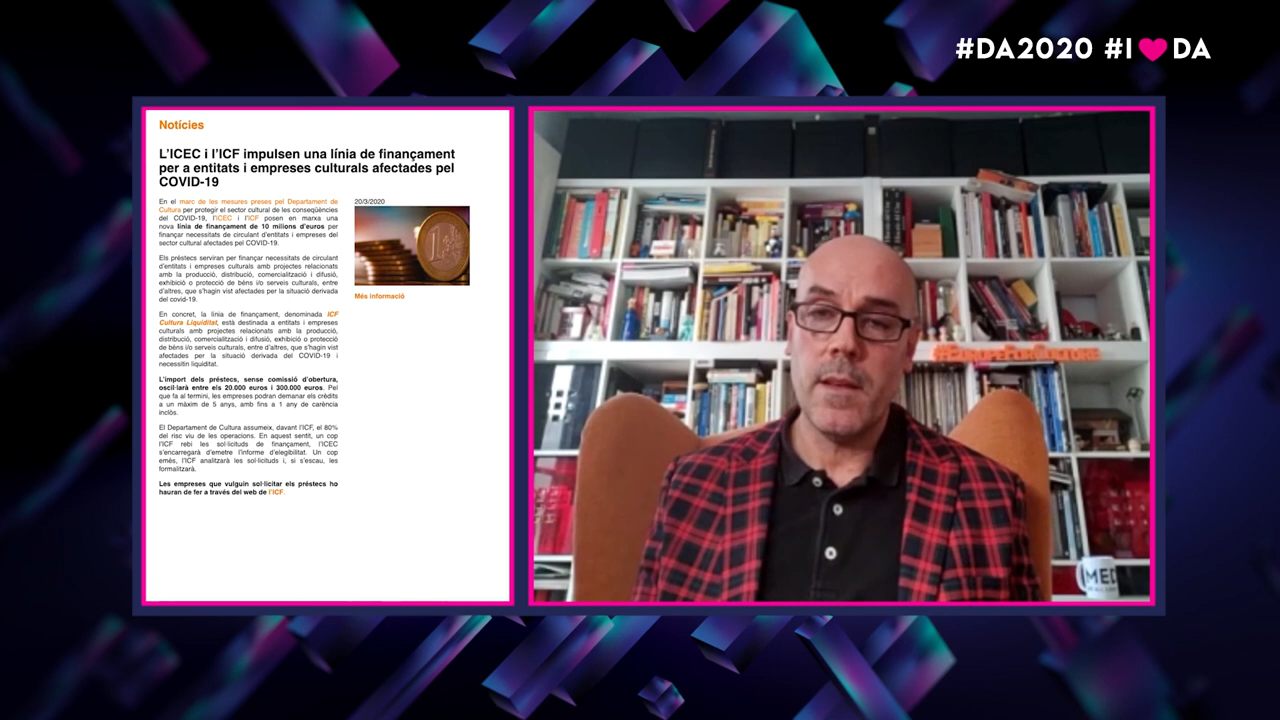 #DA2020 #I DA
Notícies
L'ICEC i l'ICF impulsen una línia de finançament
per a entitats i empreses culturals afectades pel
COVID-19
En el marc de les mesures preses pel Departament de
Cultura per protegir el sector cultural de les conseqüències
del COVID-19, l'ICEC i l'ICF posen en marxa una
nova línia de finançament de 10 milions d'euros per
finançar necessitats de circulant d'entitats i empreses del
sector cultural afectades pel COVID-19.
Els préstecs serviran per finançar necessitats de circulant
d'entitats i empreses culturals amb projectes relacionats
amb la producció, distribució, comercialització i difusió,
exhibició o protecció de béns i/o serveis culturals, entre
d'altres, que s'hagin vist afectades per la situació derivada
del covid-19.
En concret, la línia de finançament, denominada ICF
Cultura Liquiditat, està destinada a entitats i empreses
culturals amb projectes relacionats amb la producció,
distribució, comercialització i difusió, exhibició o protecció
de béns i/o serveis culturals, entre d'altres, que s'hagin vist
afectades per la situació derivada del COVID-19 i
necessitin liquiditat.
L'import dels préstecs, sense comissió d'obertura,
oscil·larà entre els 20.000 euros i 300.000 euros. Pel
que fa al termini, les empreses podran demanar els crèdits
a un màxim de 5 anys, amb fins a 1 any de carència
inclòs.
El Departament de Cultura assumeix, davant l'ICF, el 80%
del risc viu de les operacions. En aquest sentit, un cop
l'ICF rebi les sol·licituds de finançament, l'ICEC
s'encarregarà d'emetre l'informe d'elegibilitat. Un cop
emès, l'ICF analitzarà les sol·licituds i, si s'escau, les
formalitzarà.
Les empreses que vulguin sol·licitar els préstecs ho
hauran de fer a través del web de l'ICF.
20/3/2020
Més informació
#EUROPEFORCULTURE
MED